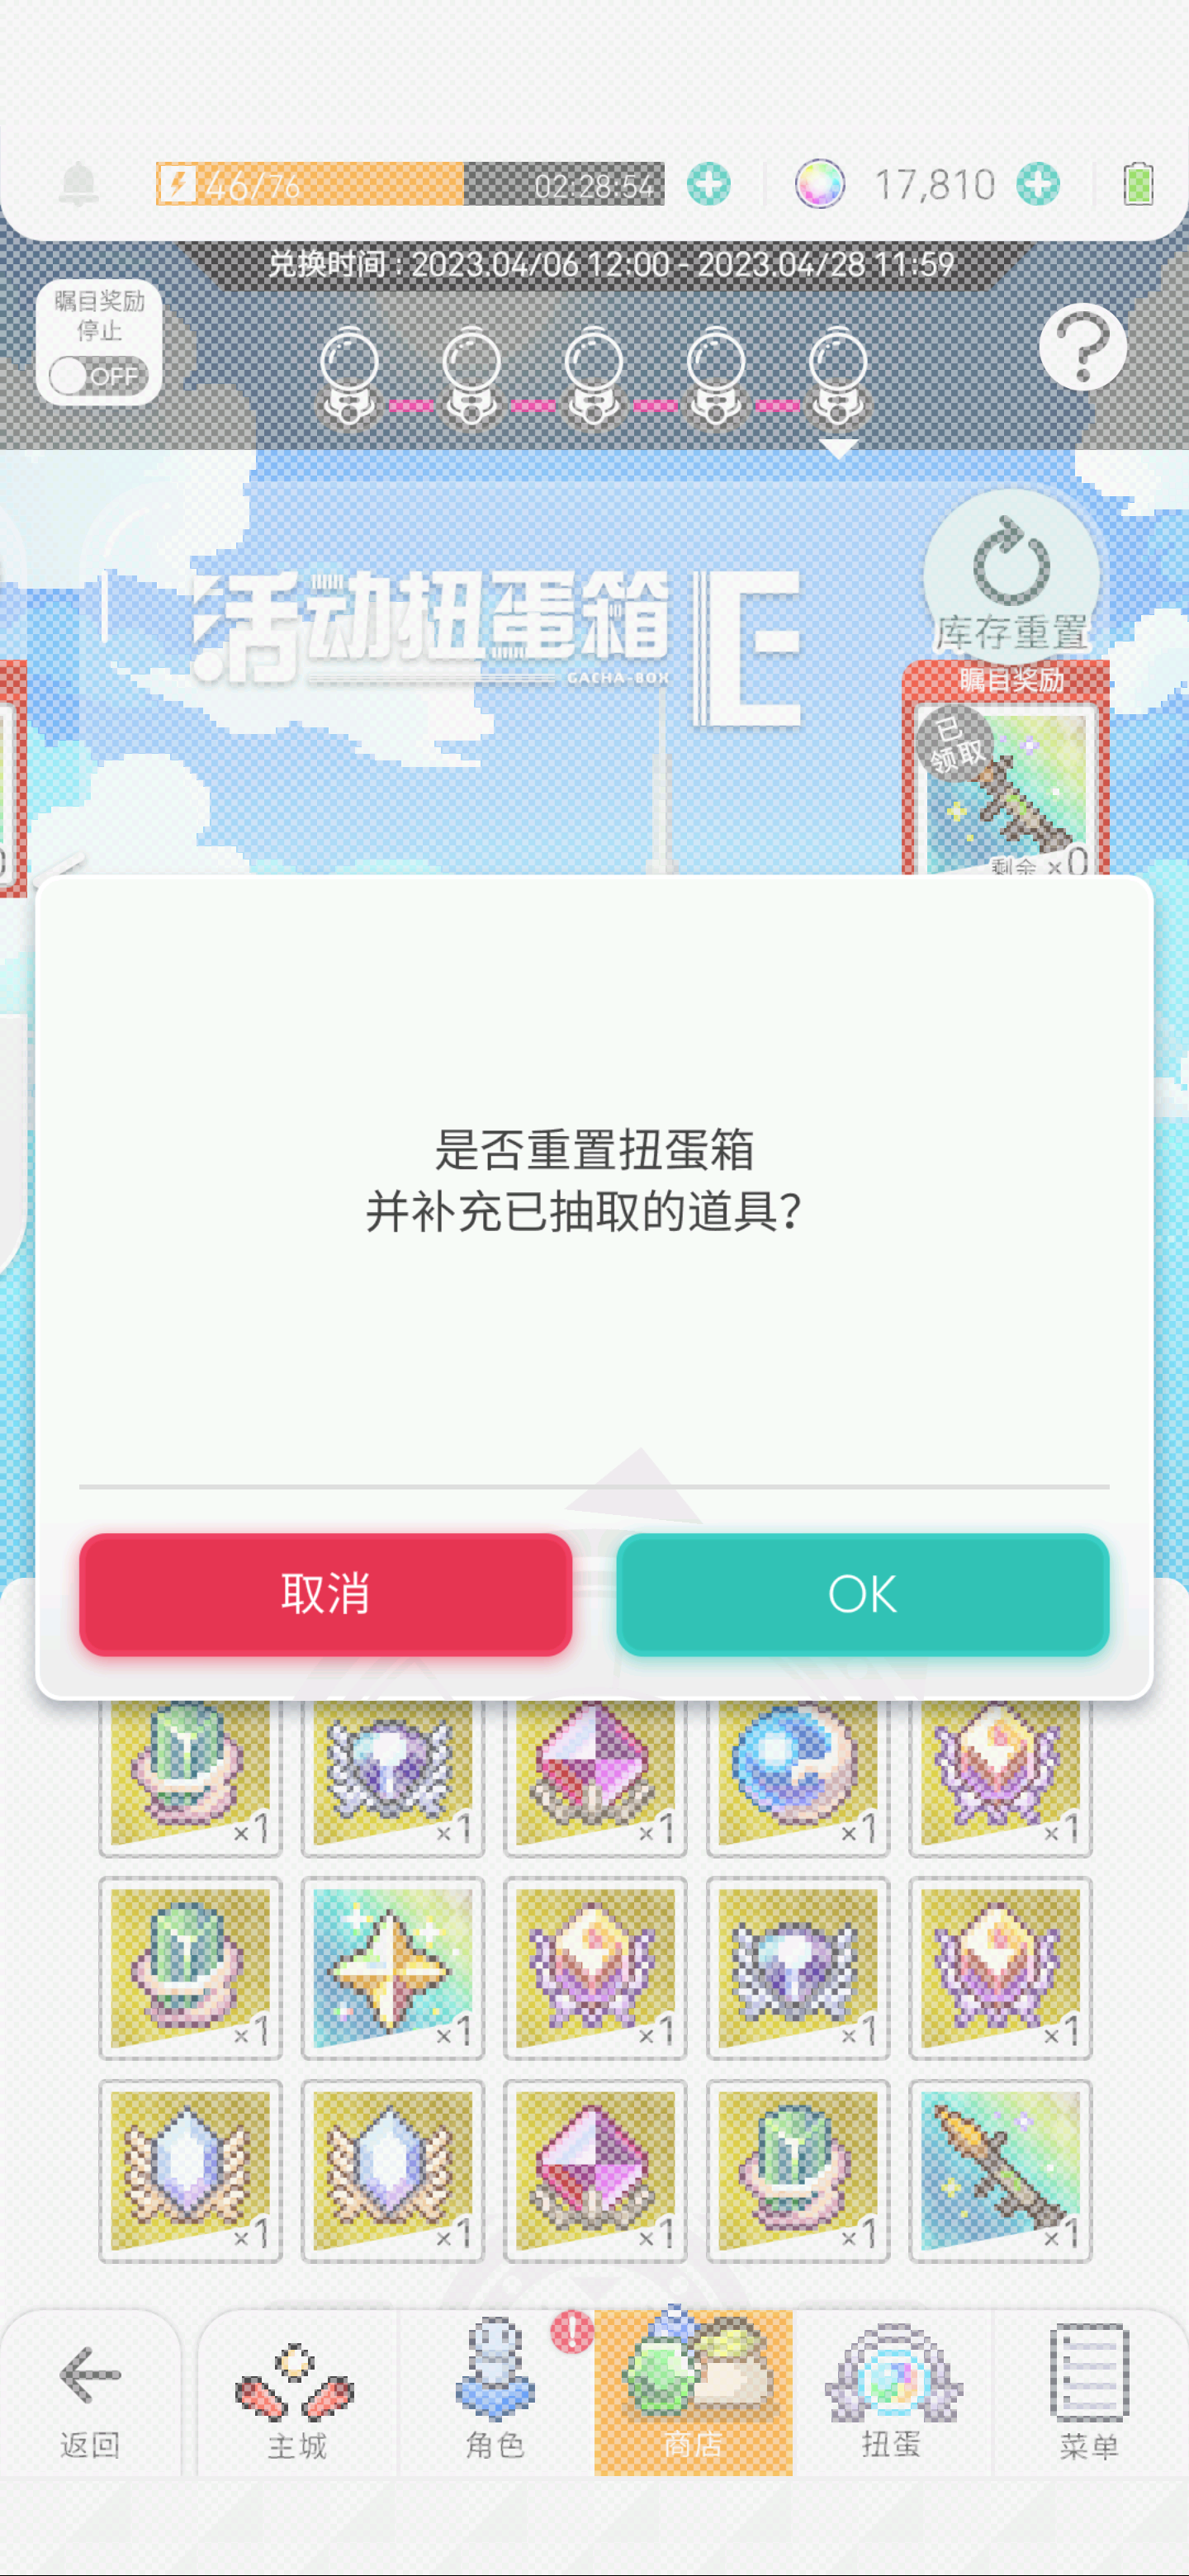 46/76
02:28:54
17,810
兑换时间 : 2023.04/06 12:00 - 2023.04/28 11:59
瞩目奖励
停止
OFF
?
活动扭蛋箱 E
GACHA-BOX
库存重置
瞩目奖励
已
领取
剩余 ×0
是否重置扭蛋箱
并补充已抽取的道具?
取消
OK
×1 ×1 ×1 ×1 ×1
×1 ×1 ×1 ×1 ×1
×1 ×1 ×1 ×1 ×1
返回
主城
角色
商店
扭蛋
菜单